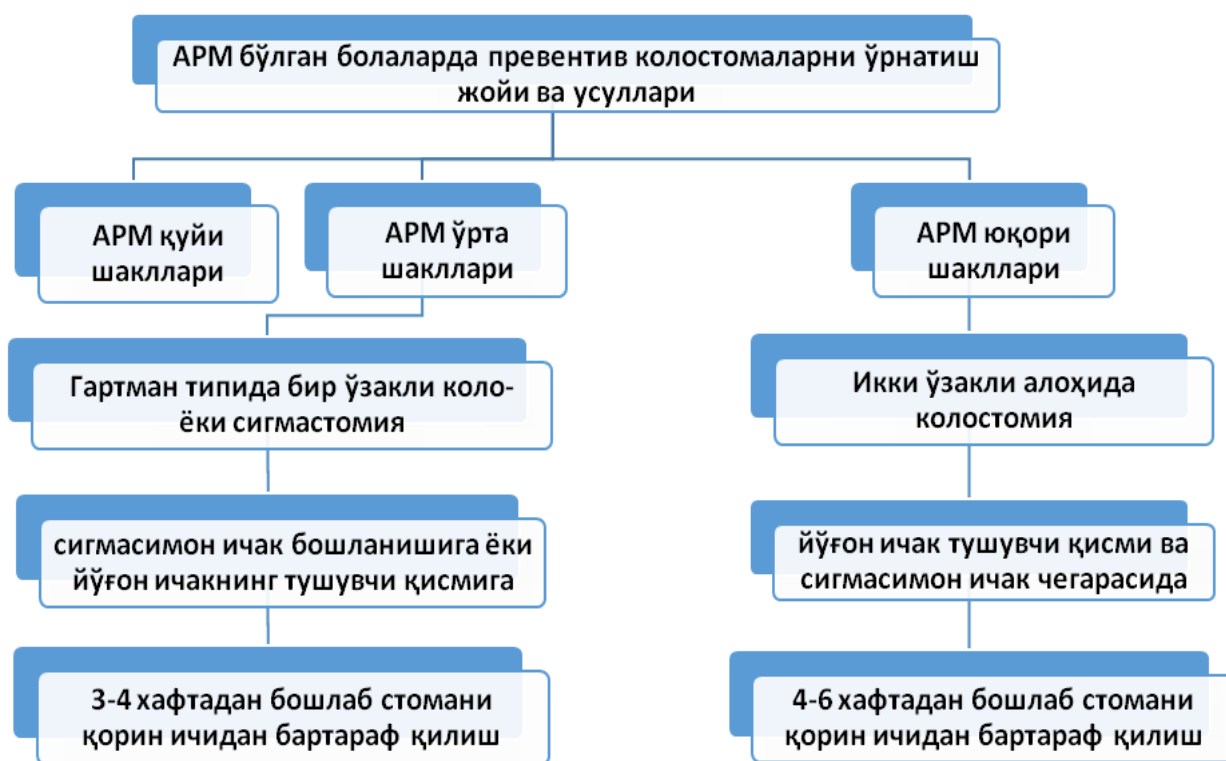 АРМ бўлган болаларда превентив колостомаларни ўрнатиш
жойи ва усуллари
АРМ қуйи
шакллари
АРМ ўрта
шакллари
АРМ юқори
шакллари
Гартман типида бир ўзакли коло-
ёки сигмастомия
Икки ўзакли алоҳида
колостомия
сигмасимон ичак бошланишига ёки
йўғон ичакнинг тушувчи қисмига
йўғон ичак тушувчи қисми ва
сигмасимон ичак чегарасида
3-4 хафтадан бошлаб стомани
қорин ичидан бартараф қилиш
4-6 хафтадан бошлаб стомани
қорин ичидан бартараф қилиш